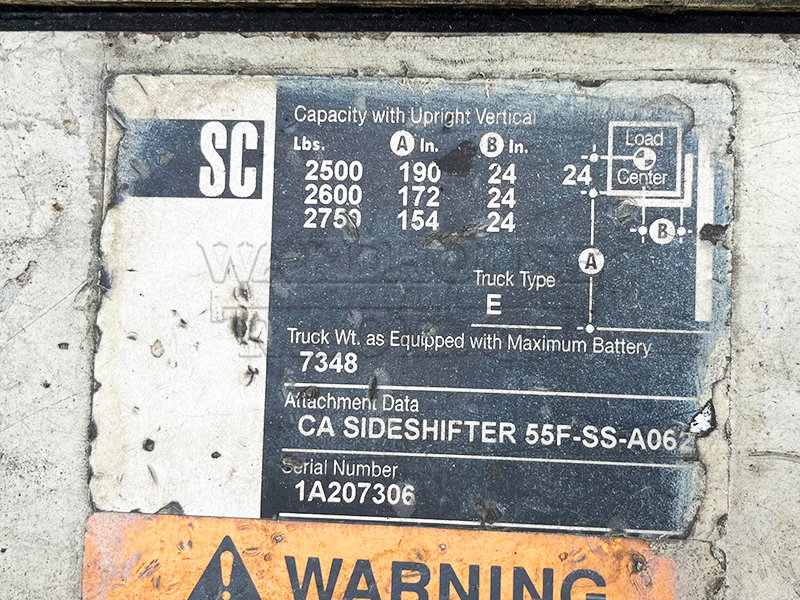 SC
Capacity with Upright Vertical
Lbs. A In. B In.
2500 190 24
2600 172 24
2750 154 24
Load
Center
24
B
A
Truck Type
E
Truck Wt. as Equipped with Maximum Battery
7348
Attachment Data
CA SIDESHIFTER 55F-SS-A062
Serial Number
1A207306
WARNING